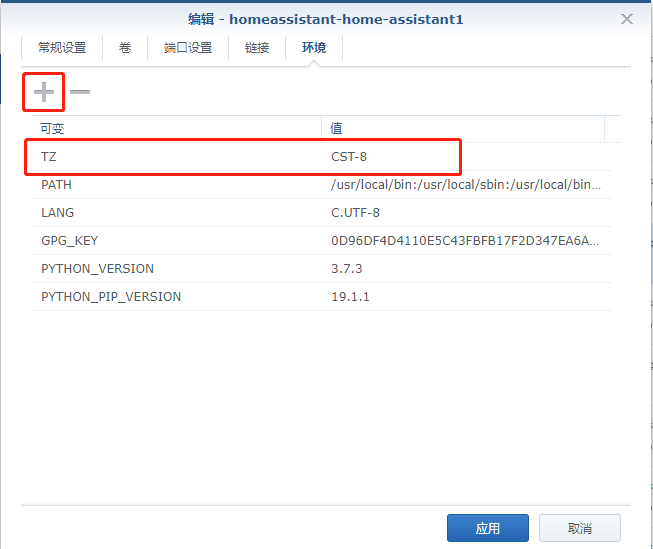 编辑 - homeassistant-home-assistant1
常规设置 卷 端口设置 链接 环境
可变 值
TZ CST-8
PATH /usr/local/bin:/usr/local/sbin:/usr/local/bin...
LANG C.UTF-8
GPG_KEY 0D96DF4D4110E5C43FBFB17F2D347EA6A...
PYTHON_VERSION 3.7.3
PYTHON_PIP_VERSION 19.1.1
应用 取消